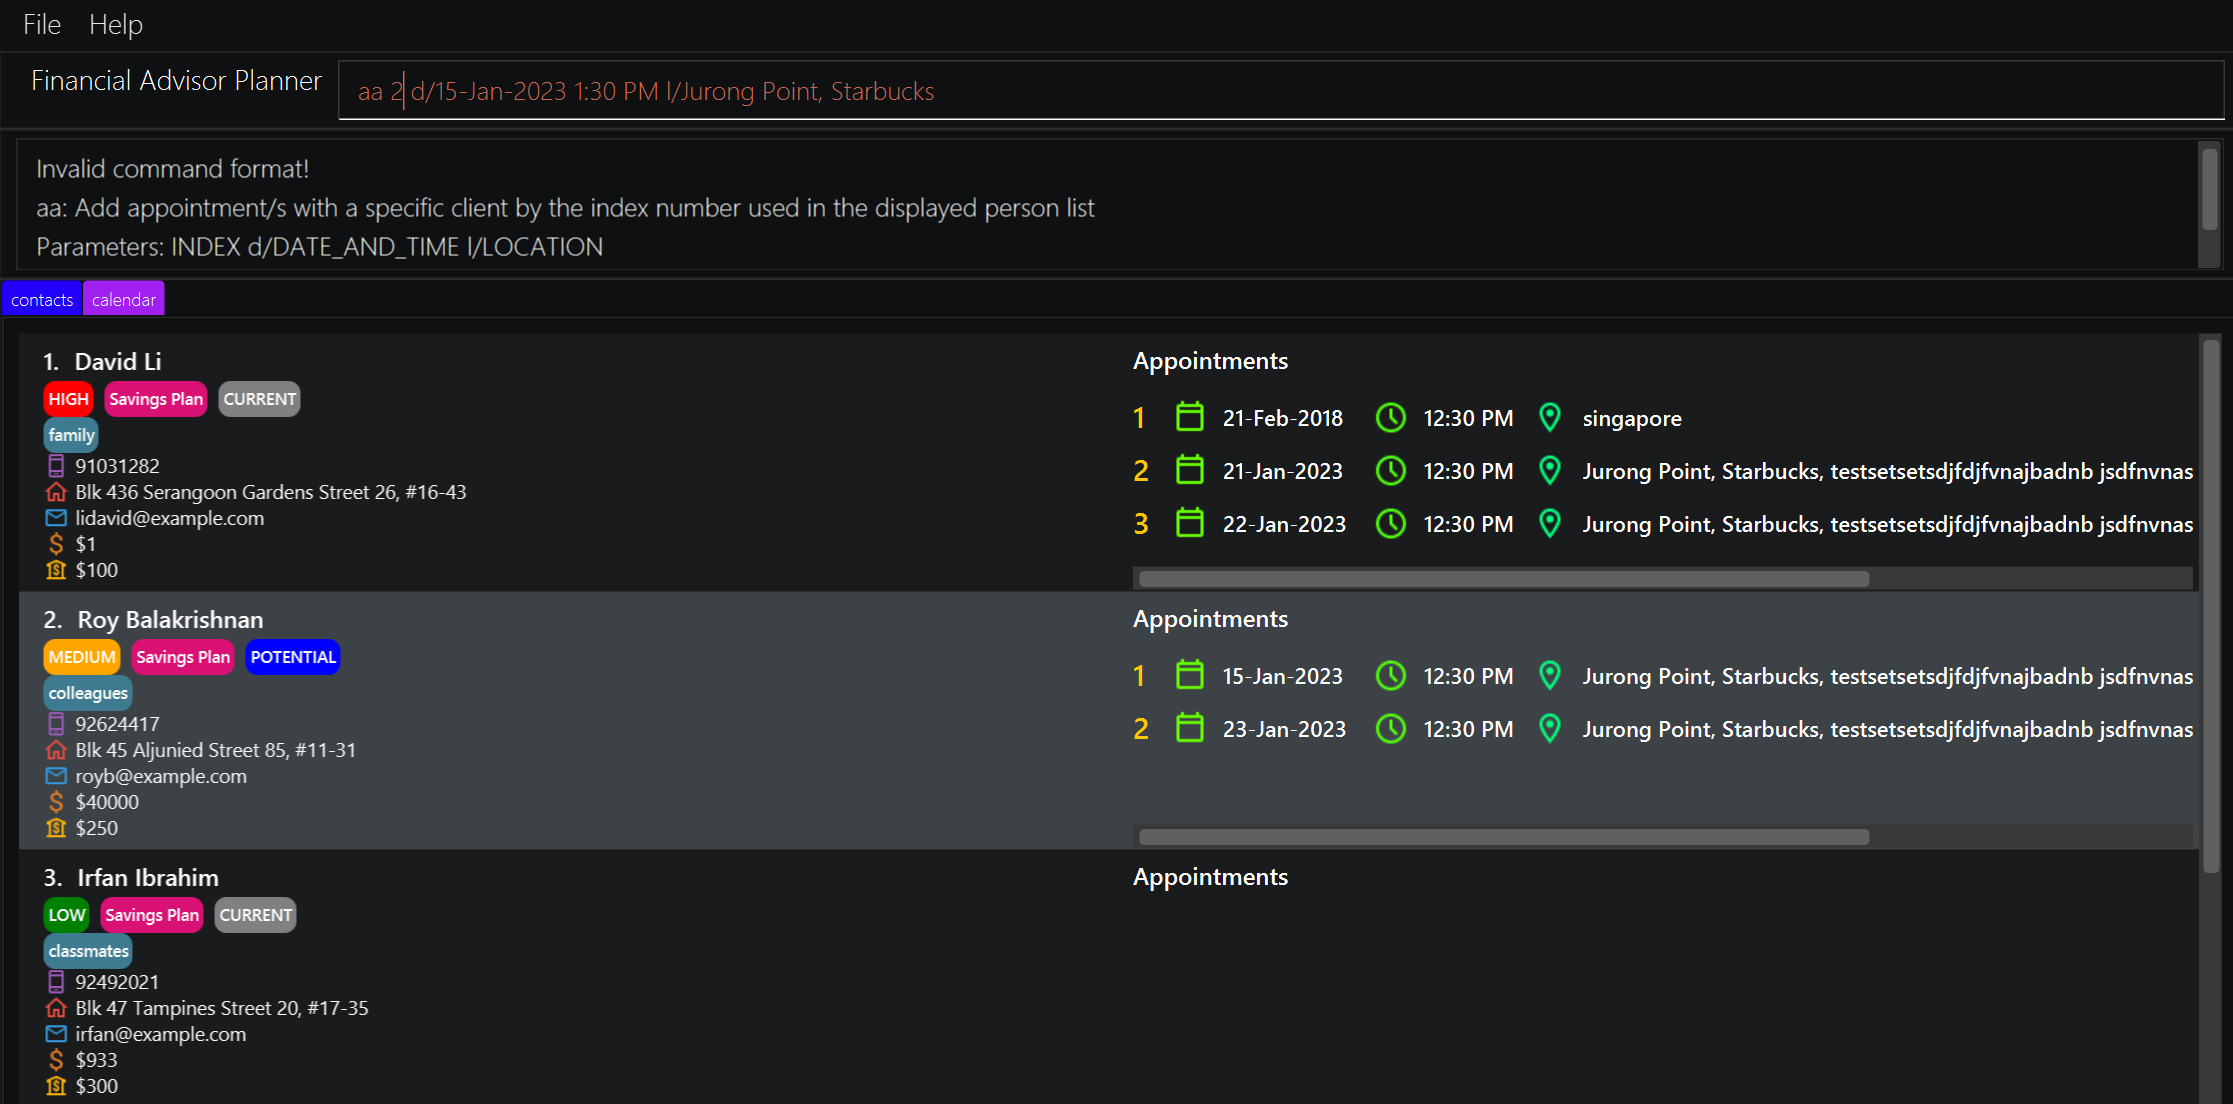 File Help
Financial Advisor Planner
aa 2 d/15-Jan-2023 1:30 PM l/Jurong Point, Starbucks
Invalid command format!
aa: Add appointment/s with a specific client by the index number used in the displayed person list
Parameters: INDEX d/DATE_AND_TIME l/LOCATION
contacts calendar
1. David Li
HIGH Savings Plan CURRENT
family
91031282
Blk 436 Serangoon Gardens Street 26, #16-43
lidavid@example.com
$1
$100
Appointments
1 21-Feb-2018 12:30 PM singapore
2 21-Jan-2023 12:30 PM Jurong Point, Starbucks, testsetsetsdjfdjfvnajbadnb jsdfnvnas
3 22-Jan-2023 12:30 PM Jurong Point, Starbucks, testsetsetsdjfdjfvnajbadnb jsdfnvnas
2. Roy Balakrishnan
MEDIUM Savings Plan POTENTIAL
colleagues
92624417
Blk 45 Aljunied Street 85, #11-31
royb@example.com
$40000
$250
Appointments
1 15-Jan-2023 12:30 PM Jurong Point, Starbucks, testsetsetsdjfdjfvnajbadnb jsdfnvnas
2 23-Jan-2023 12:30 PM Jurong Point, Starbucks, testsetsetsdjfdjfvnajbadnb jsdfnvnas
3. Irfan Ibrahim
LOW Savings Plan CURRENT
classmates
92492021
Blk 47 Tampines Street 20, #17-35
irfan@example.com
$933
$300
Appointments